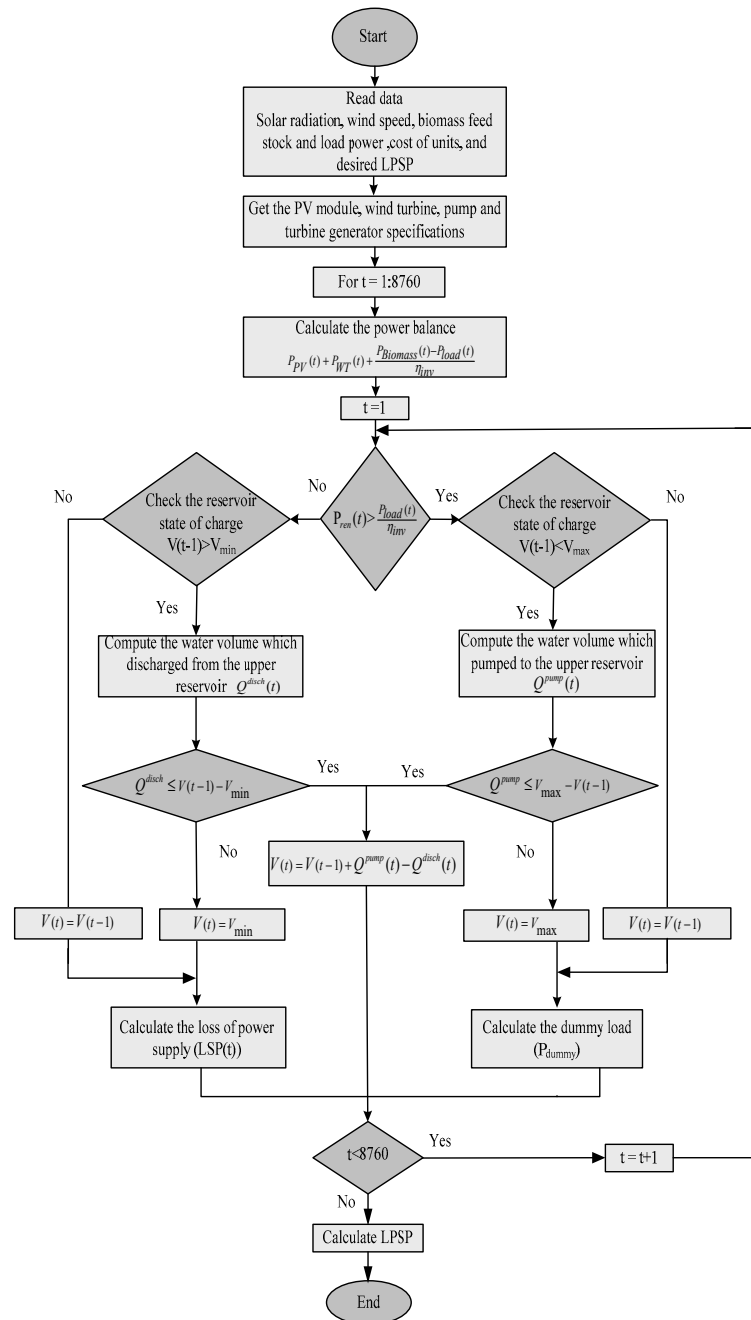 Start
Read data
Solar radiation, wind speed, biomass feed
stock and load power ,cost of units, and
desired LPSP
Get the PV module, wind turbine, pump and
turbine generator specifications
For t = 1:8760
Calculate the power balance
P_PV(t) + P_WT(t) + (P_Biomass(t) − P_load(t)) / η_inv
t =1
No
Check the reservoir
state of charge
V(t-1)>V_min
No
P_ren(t) > P_load(t) / η_inv
Yes
Check the reservoir
state of charge
V(t-1)<V_max
No
Yes
Yes
Compute the water volume which
discharged from the upper
reservoir Q^disch(t)
Compute the water volume which
pumped to the upper reservoir
Q^pump(t)
Q^disch ≤ V(t−1) − V_min
Yes
Yes
Q^pump ≤ V_max − V(t−1)
No
V(t) = V(t−1) + Q^pump(t) − Q^disch(t)
No
V(t) = V(t−1)
V(t) = V_min
V(t) = V_max
V(t) = V(t−1)
Calculate the loss of power
supply (LSP(t))
Calculate the dummy load
(P_dummy)
t<8760
Yes
t = t+1
No
Calculate LPSP
End